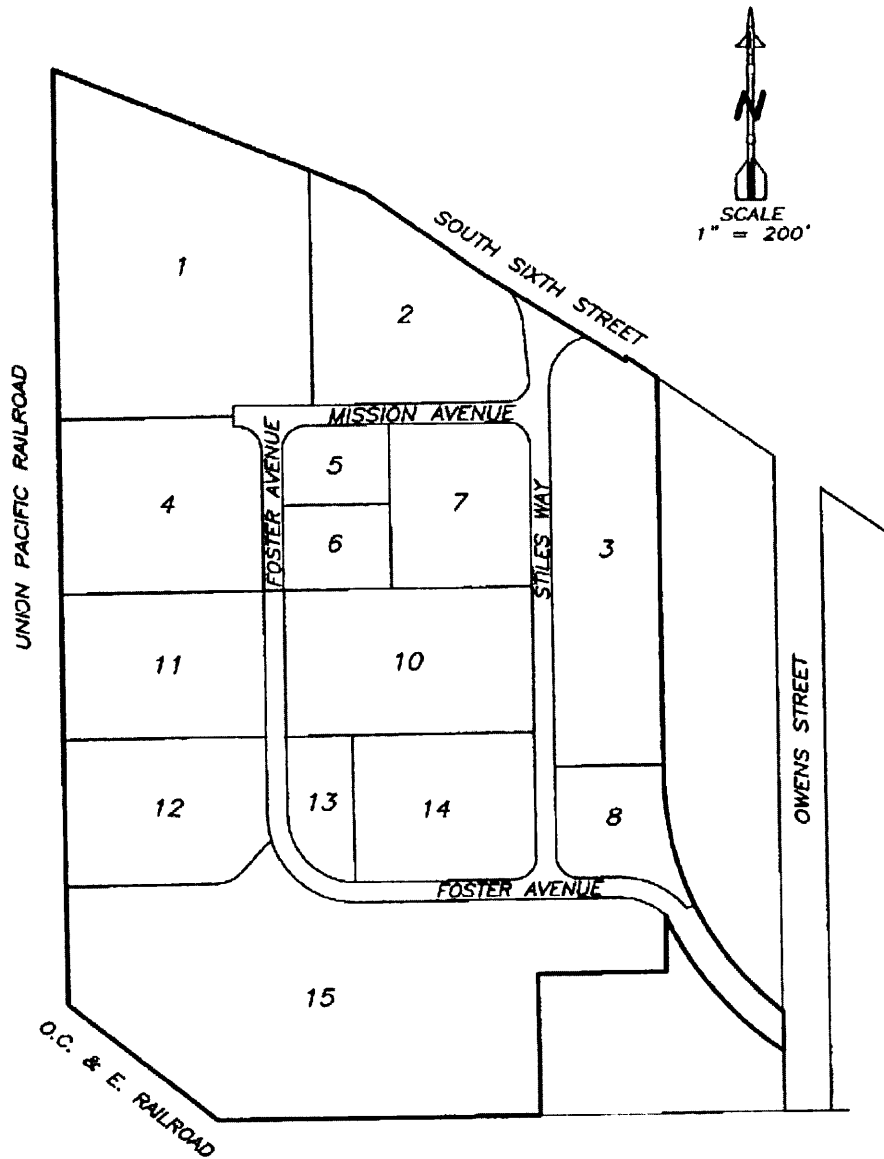 N
SCALE
1" = 200'
SOUTH SIXTH STREET
1
2
UNION PACIFIC RAILROAD
MISSION AVENUE
FOSTER AVENUE
5
4
7
6
STILES WAY
3
11
10
OWENS STREET
12
13
14
8
FOSTER AVENUE
15
O.C. & E. RAILROAD